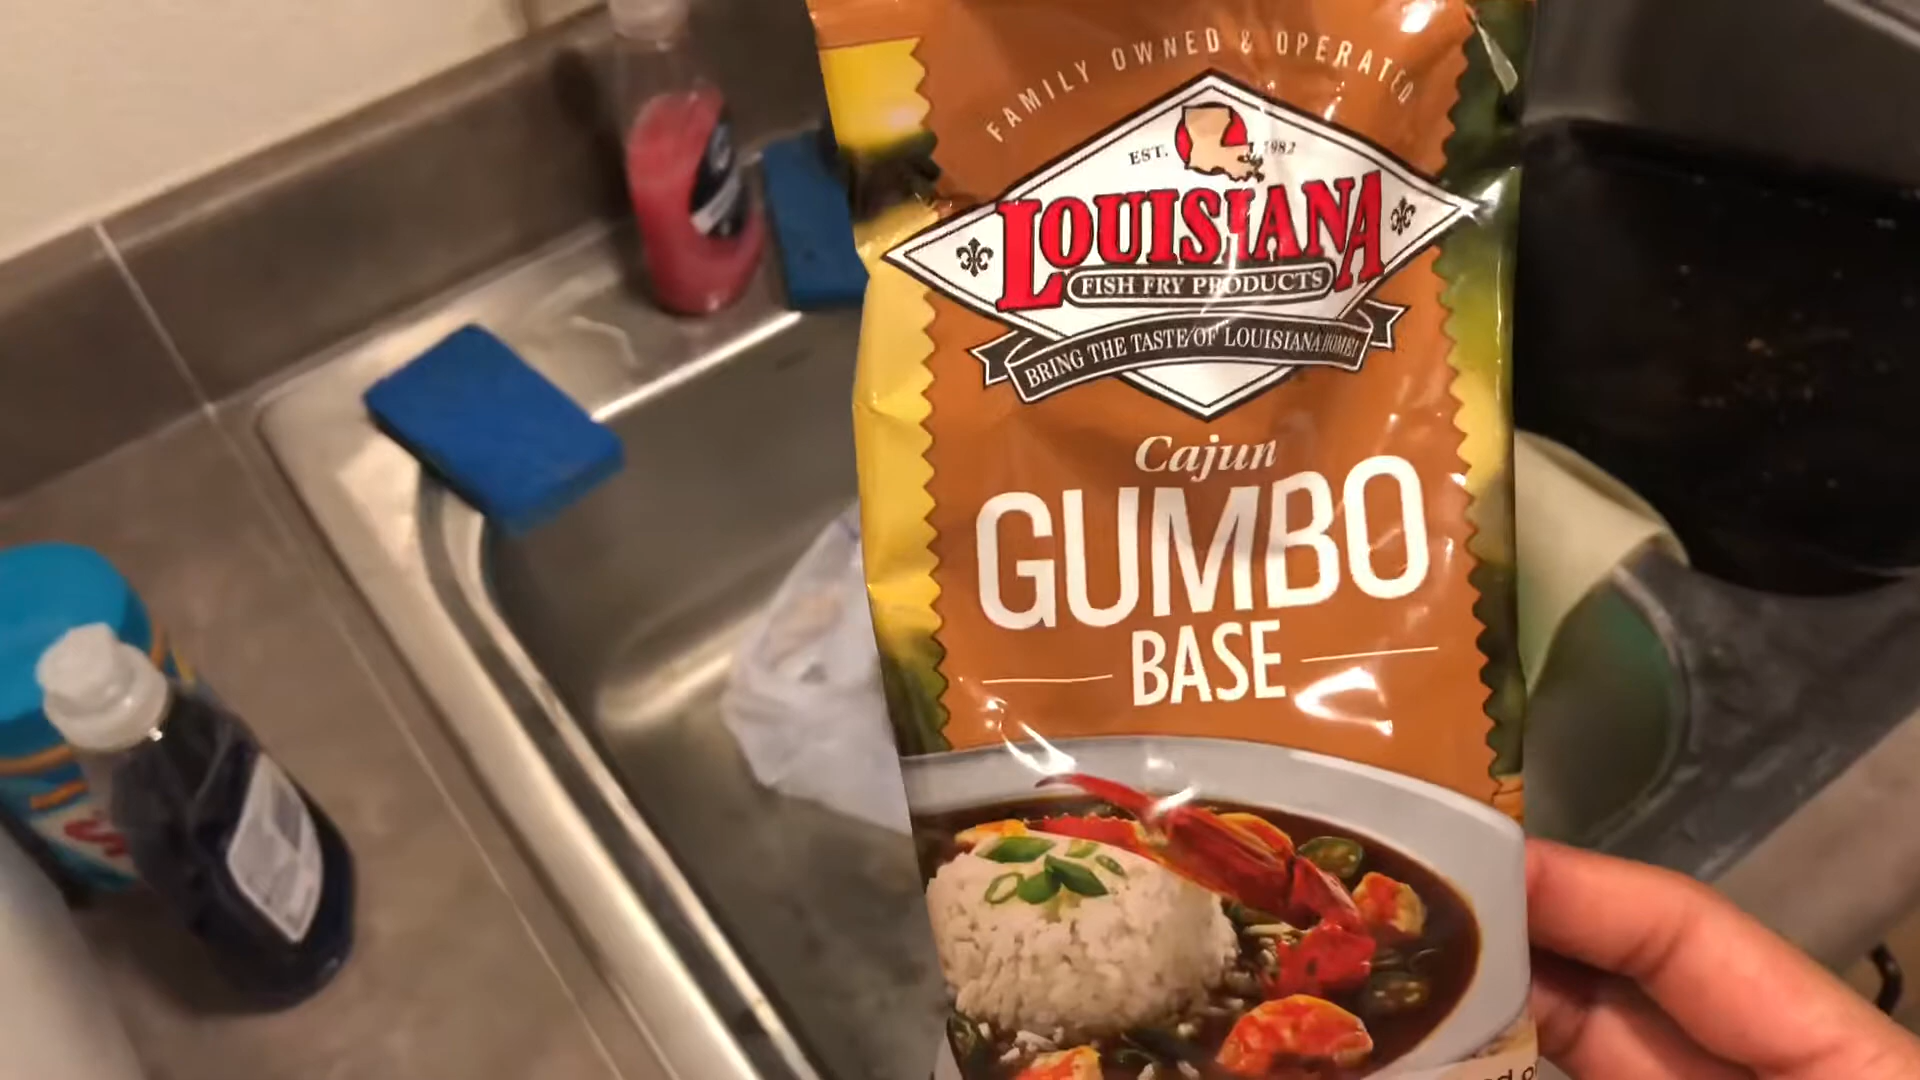 FAMILY OWNED & OPERATED
EST. 1982
LOUISIANA
FISH FRY PRODUCTS
BRING THE TASTE OF LOUISIANA HOME!
Cajun
GUMBO
BASE